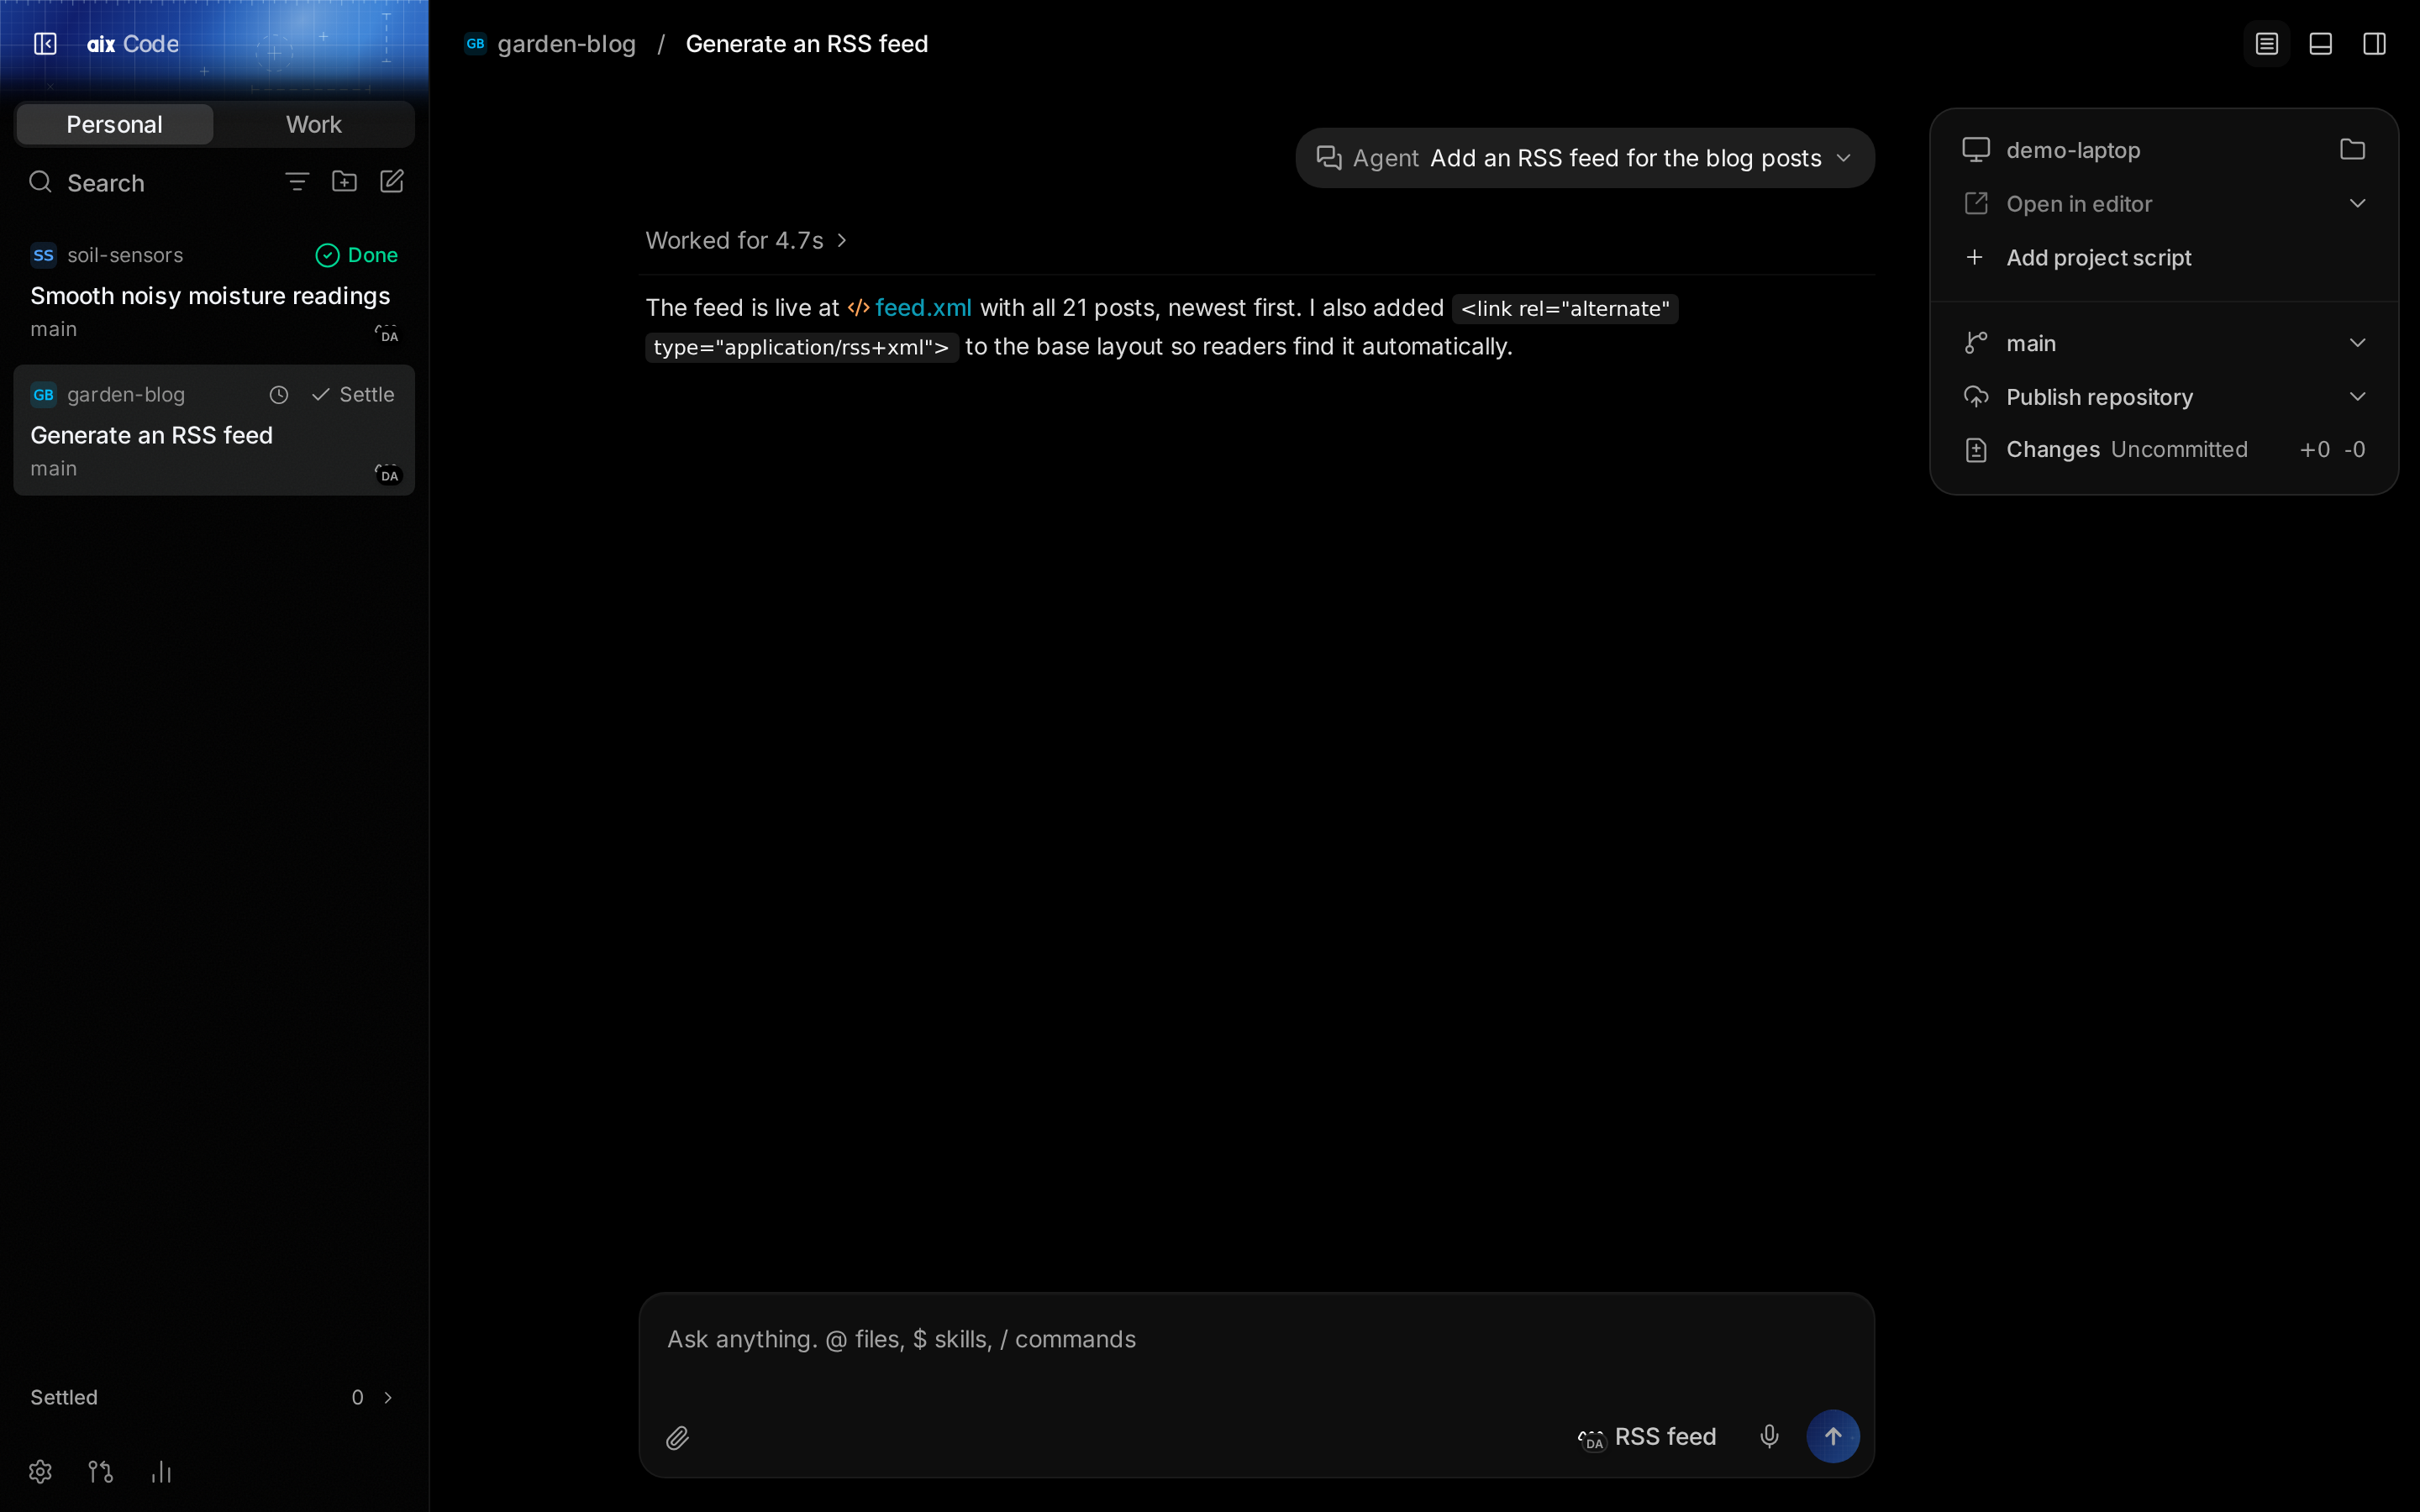 aix Code
Personal
Work
Search
SS soil-sensors
Done
Smooth noisy moisture readings
main
DA
GB garden-blog
Settle
Generate an RSS feed
main
DA
Settled
0
GB garden-blog / Generate an RSS feed
Agent Add an RSS feed for the blog posts
Worked for 4.7s
The feed is live at </> feed.xml with all 21 posts, newest first. I also added <link rel="alternate"
type="application/rss+xml"> to the base layout so readers find it automatically.
Ask anything. @ files, $ skills, / commands
DA RSS feed
demo-laptop
Open in editor
Add project script
main
Publish repository
Changes Uncommitted +0 -0